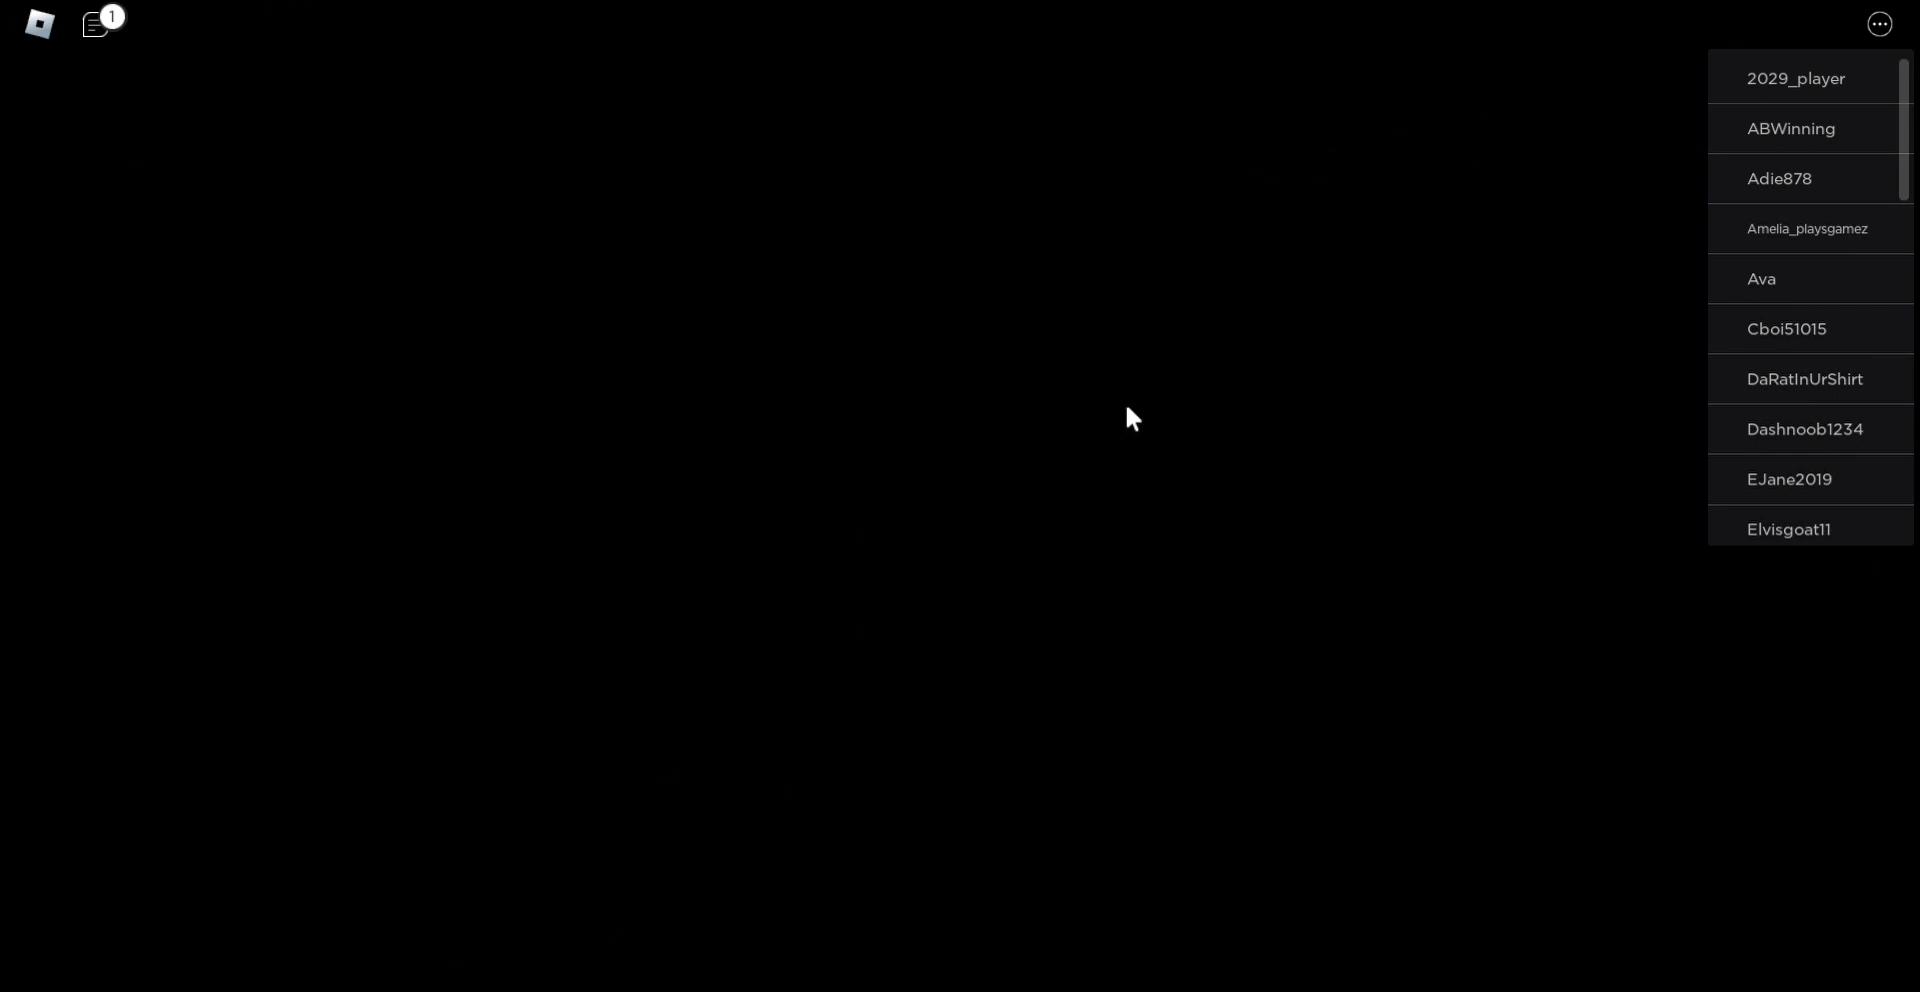 1
2029_player
ABWinning
Adie878
Amelia_playsgamez
Ava
Cboi51015
DaRatInUrShirt
Dashnoob1234
EJane2019
Elvisgoat11